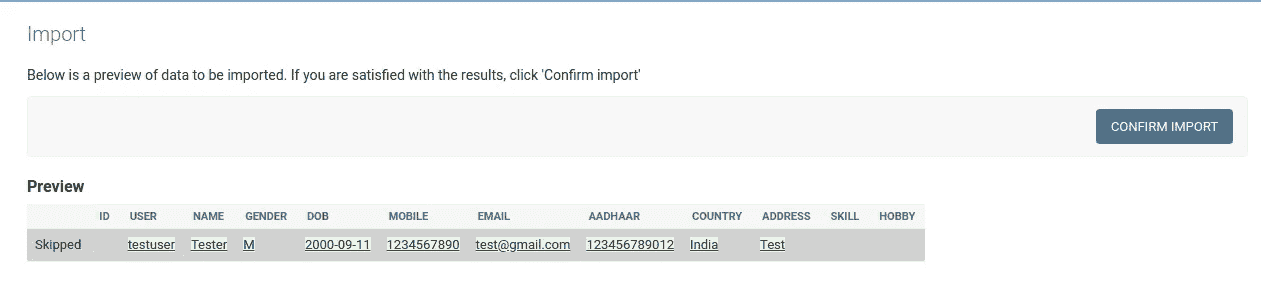 Import
Below is a preview of data to be imported. If you are satisfied with the results, click 'Confirm import'
CONFIRM IMPORT
Preview
ID USER NAME GENDER DOB MOBILE EMAIL AADHAAR COUNTRY ADDRESS SKILL HOBBY
Skipped testuser Tester M 2000-09-11 1234567890 test@gmail.com 123456789012 India Test